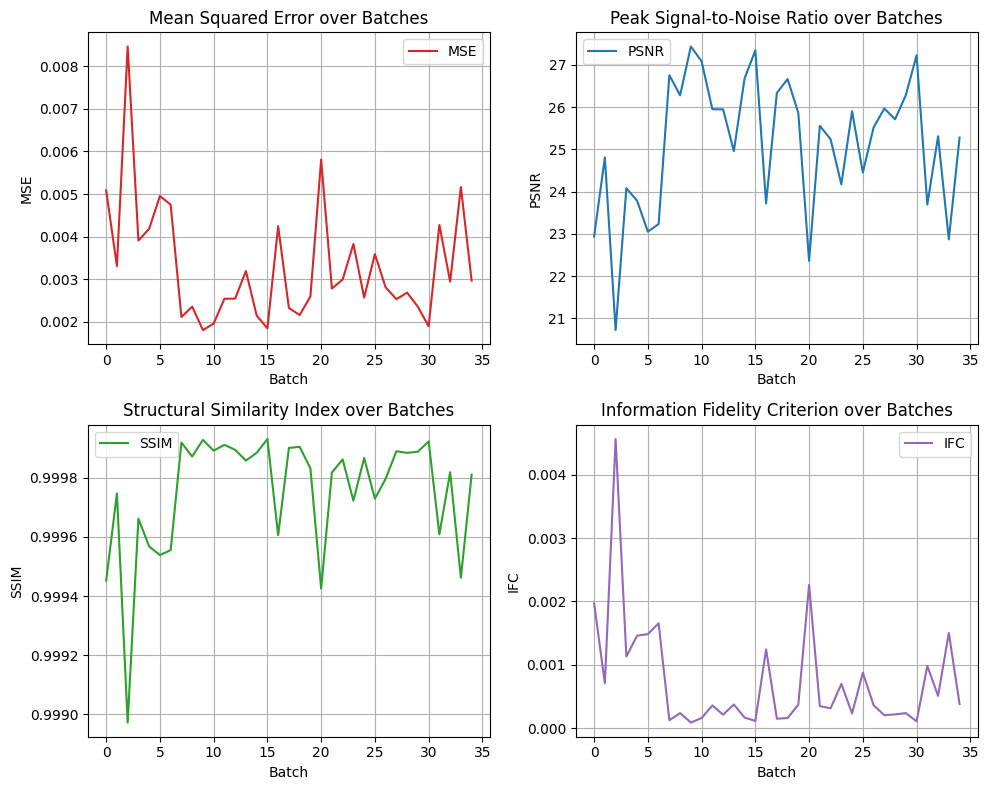 Mean Squared Error over Batches
MSE
0.008
0.007
0.006
0.005
0.004
0.003
0.002
MSE
0 5 10 15 20 25 30 35
Batch
Peak Signal-to-Noise Ratio over Batches
PSNR
27
26
25
24
23
22
21
PSNR
0 5 10 15 20 25 30 35
Batch
Structural Similarity Index over Batches
SSIM
0.9998
0.9996
0.9994
0.9992
0.9990
SSIM
0 5 10 15 20 25 30 35
Batch
Information Fidelity Criterion over Batches
IFC
0.004
0.003
0.002
0.001
0.000
IFC
0 5 10 15 20 25 30 35
Batch